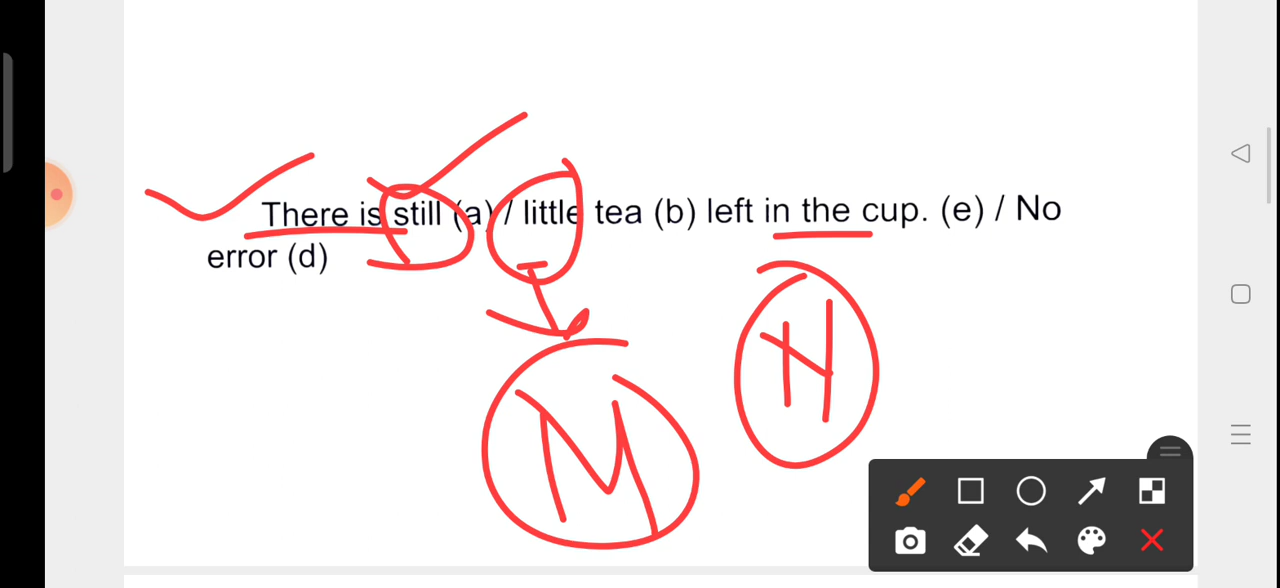 There is still (a) / little tea (b) left in the cup. (e) / No
error (d)
M
N